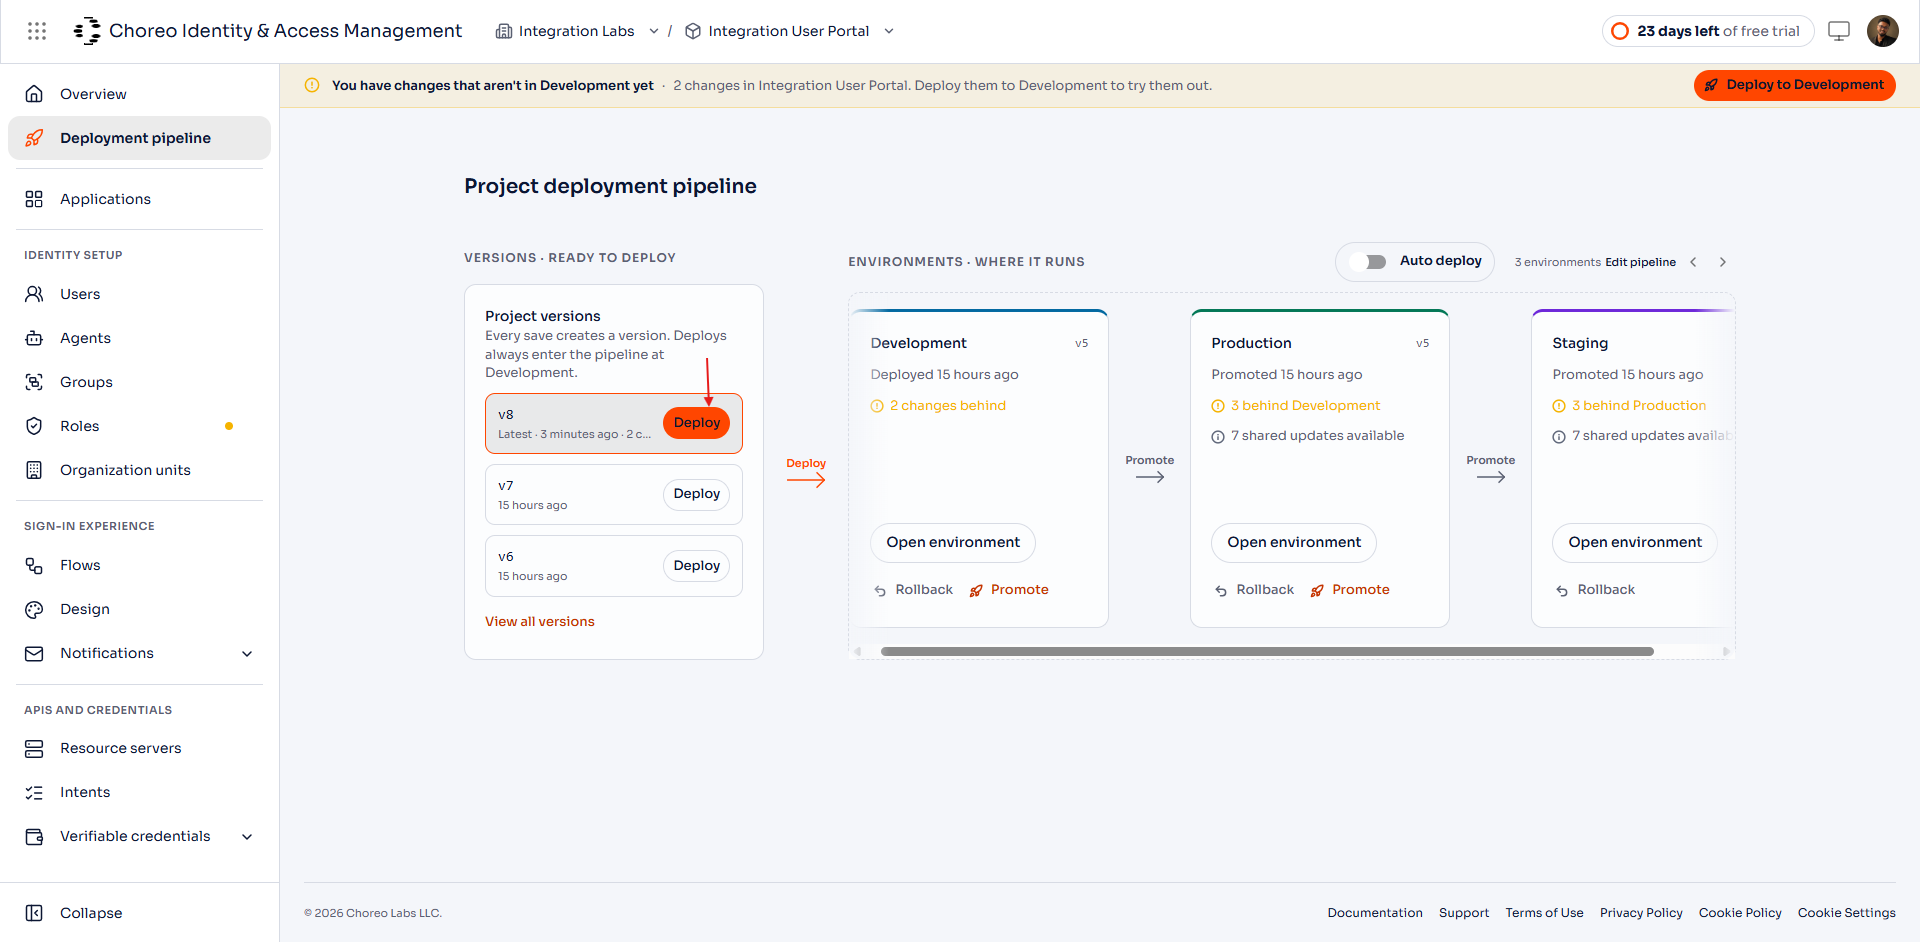 Choreo Identity & Access Management
Integration Labs / Integration User Portal
23 days left of free trial
Overview
Deployment pipeline
Applications
IDENTITY SETUP
Users
Agents
Groups
Roles
Organization units
SIGN-IN EXPERIENCE
Flows
Design
Notifications
APIS AND CREDENTIALS
Resource servers
Intents
Verifiable credentials
Collapse
You have changes that aren't in Development yet · 2 changes in Integration User Portal. Deploy them to Development to try them out.
Deploy to Development
Project deployment pipeline
VERSIONS · READY TO DEPLOY
Project versions
Every save creates a version. Deploys
always enter the pipeline at
Development.
v8
Latest · 3 minutes ago · 2 c...
Deploy
v7
15 hours ago
Deploy
v6
15 hours ago
Deploy
View all versions
Deploy
ENVIRONMENTS · WHERE IT RUNS
Auto deploy
3 environments Edit pipeline
Development v5
Deployed 15 hours ago
2 changes behind
Open environment
Rollback Promote
Promote
Production v5
Promoted 15 hours ago
3 behind Development
7 shared updates available
Open environment
Rollback Promote
Promote
Staging
Promoted 15 hours ago
3 behind Production
7 shared updates availab
Open environment
Rollback
© 2026 Choreo Labs LLC.
Documentation Support Terms of Use Privacy Policy Cookie Policy Cookie Settings